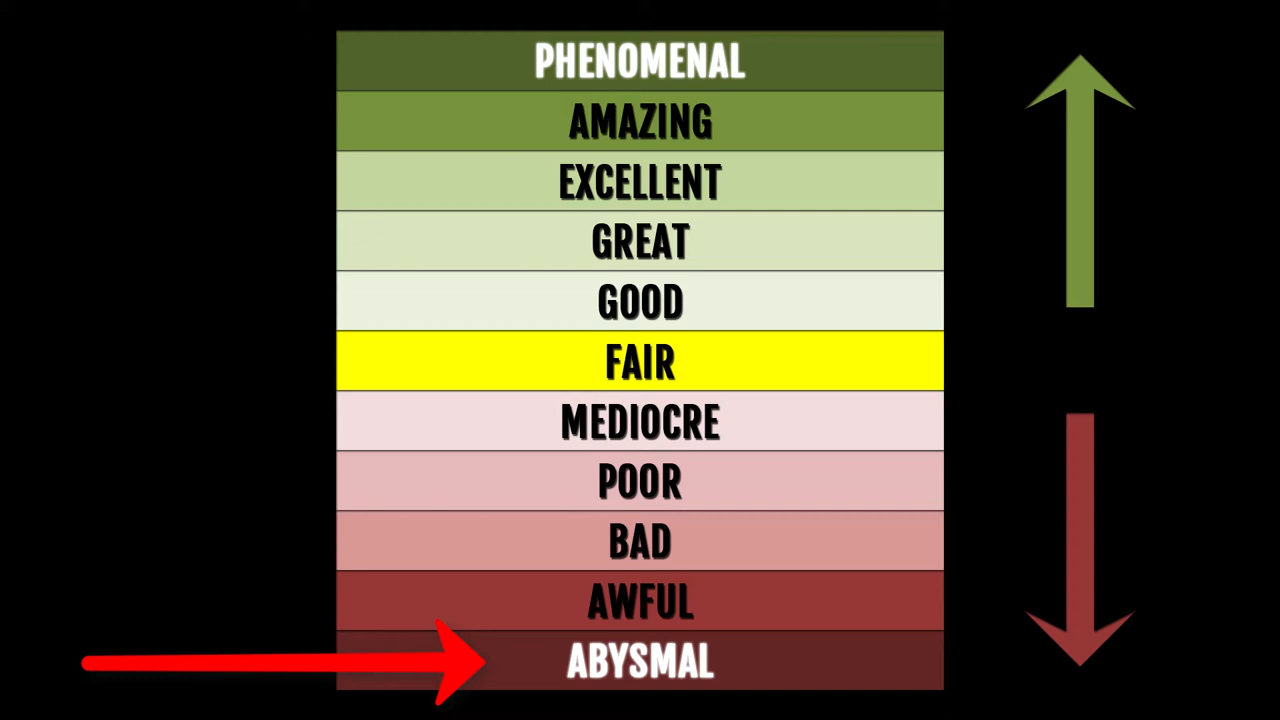 PHENOMENAL
AMAZING
EXCELLENT
GREAT
GOOD
FAIR
MEDIOCRE
POOR
BAD
AWFUL
ABYSMAL